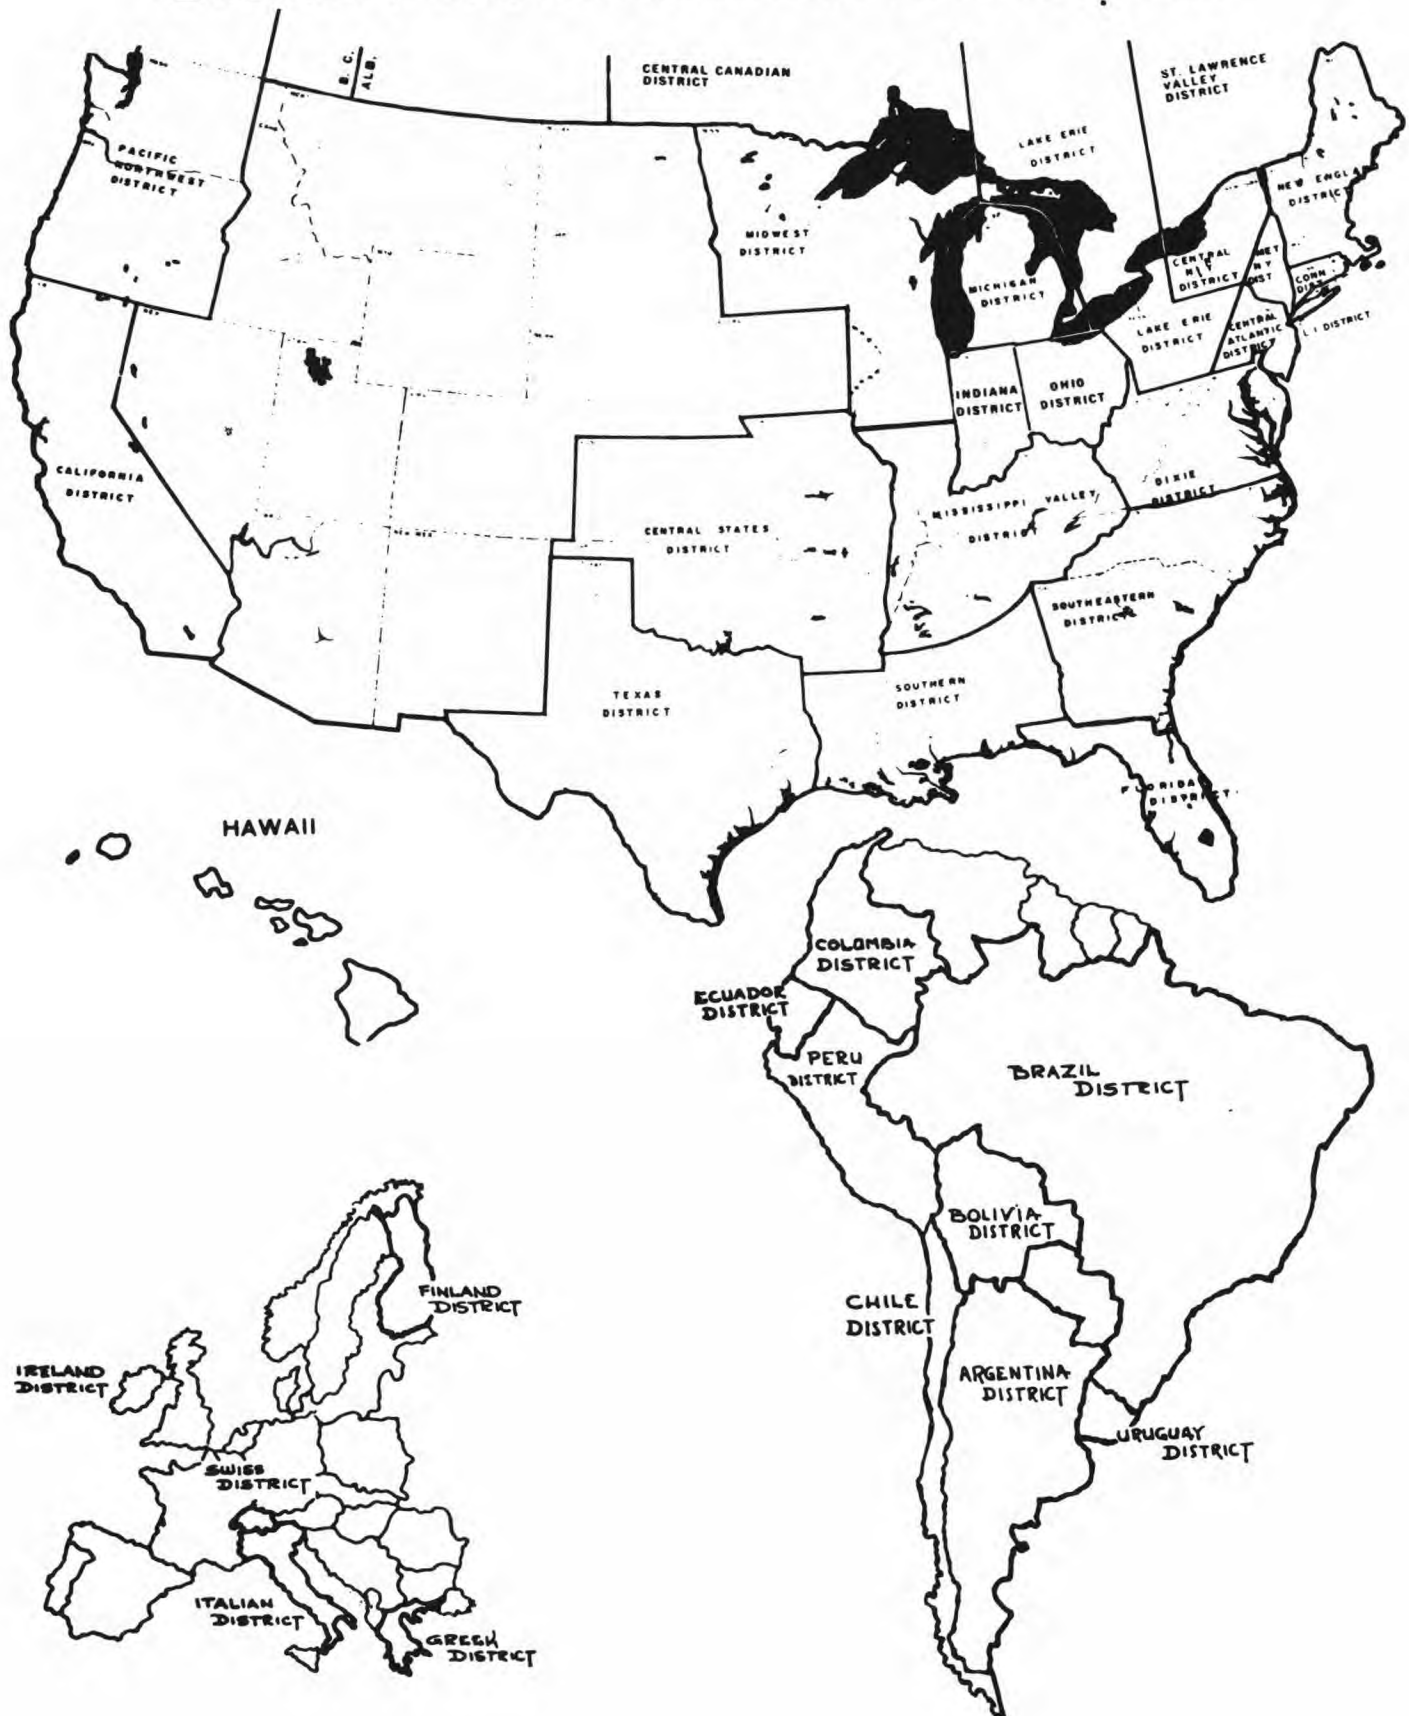 B. C.
ALB.
CENTRAL CANADIAN
DISTRICT
ST. LAWRENCE
VALLEY
DISTRICT
LAKE ERIE
DISTRICT
PACIFIC
NORTHWEST
DISTRICT
NEW ENGLA
DISTRICT
MIDWEST
DISTRICT
MICHIGAN
DISTRICT
CENTRAL
N.Y.
DISTRICT
MET
N Y
DIST
CONN
DIST.
LAKE ERIE
DISTRICT
CENTRAL
ATLANTIC
DISTRICT
L I DISTRICT
INDIANA
DISTRICT
OHIO
DISTRICT
CALIFORNIA
DISTRICT
DIXIE
DISTRICT
MISSISSIPPI VALLEY
DISTRICT
CENTRAL STATES
DISTRICT
SOUTHEASTERN
DISTRICT
TEXAS
DISTRICT
SOUTHERN
DISTRICT
FLORIDA
DISTRICT
HAWAII
COLOMBIA
DISTRICT
ECUADOR
DISTRICT
PERU
DISTRICT
BRAZIL
DISTRICT
BOLIVIA
DISTRICT
CHILE
DISTRICT
ARGENTINA
DISTRICT
URUGUAY
DISTRICT
FINLAND
DISTRICT
IRELAND
DISTRICT
SWISS
DISTRICT
ITALIAN
DISTRICT
GREEK
DISTRICT